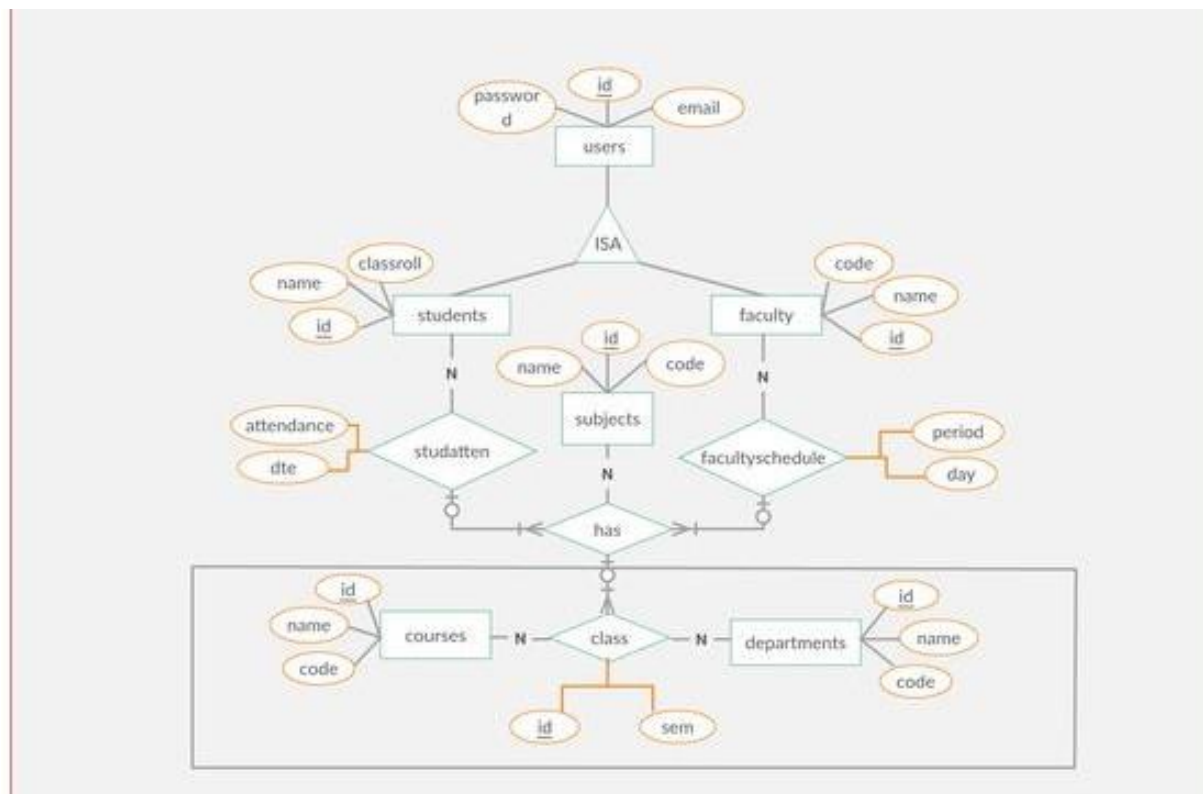 id
passwor
d
email
users
ISA
classroll
name
id
students
code
name
id
faculty
N
id
name
code
subjects
N
N
attendance
dte
studatten
period
day
facultyschedule
has
id
name
code
courses
N
class
N
departments
id
name
code
id
sem